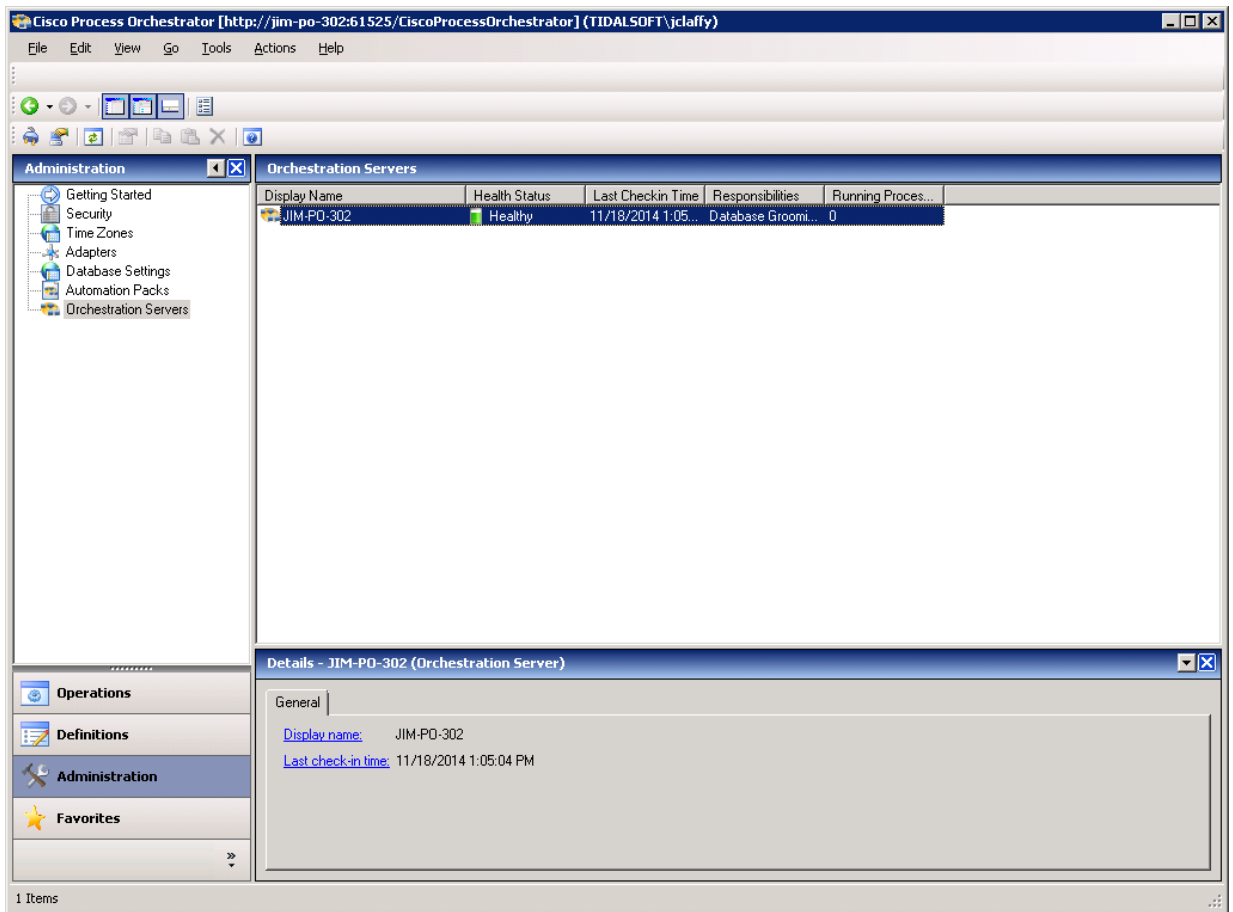 Cisco Process Orchestrator [http://jim-po-302:61525/CiscoProcessOrchestrator] (TIDALSOFT\jclaffy)
File Edit View Go Tools Actions Help
Administration
Getting Started
Security
Time Zones
Adapters
Database Settings
Automation Packs
Orchestration Servers
Operations
Definitions
Administration
Favorites
Orchestration Servers
Display Name Health Status Last Checkin Time Responsibilities Running Proces...
JIM-PO-302 Healthy 11/18/2014 1:05... Database Groomi... 0
Details - JIM-PO-302 (Orchestration Server)
General
Display name: JIM-PO-302
Last check-in time: 11/18/2014 1:05:04 PM
1 Items